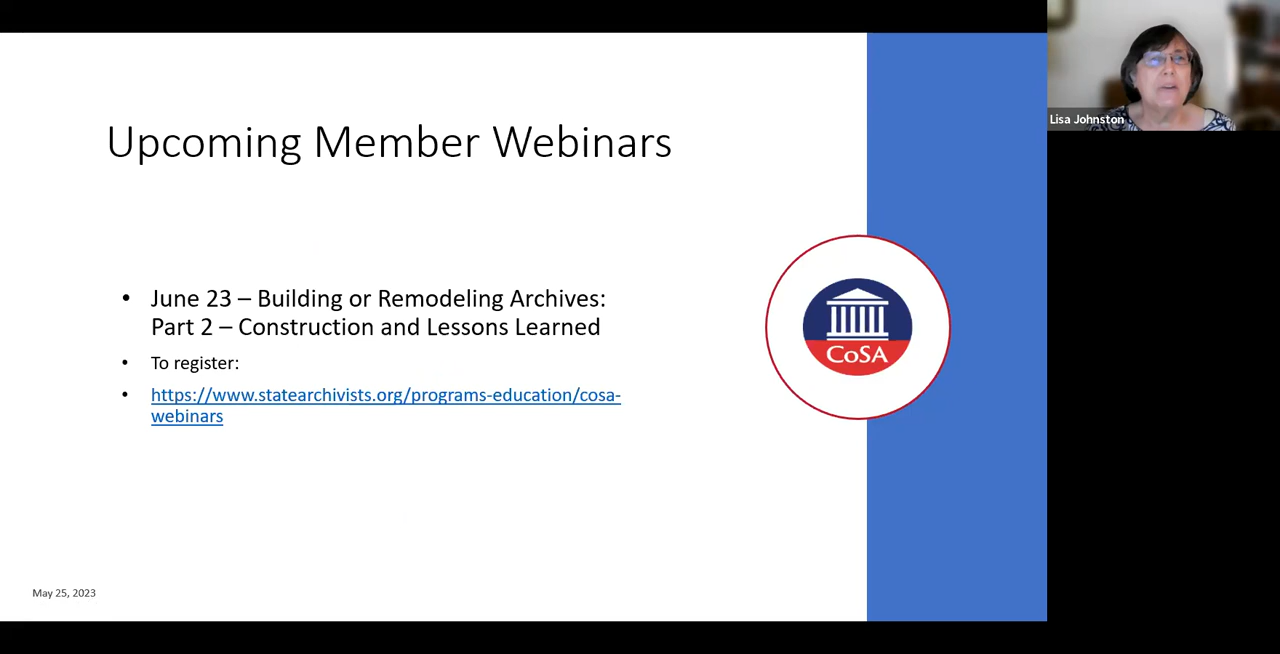 Upcoming Member Webinars
• June 23 – Building or Remodeling Archives:
Part 2 – Construction and Lessons Learned
• To register:
• https://www.statearchivists.org/programs-education/cosa-
webinars
CoSA
May 25, 2023
Lisa Johnston